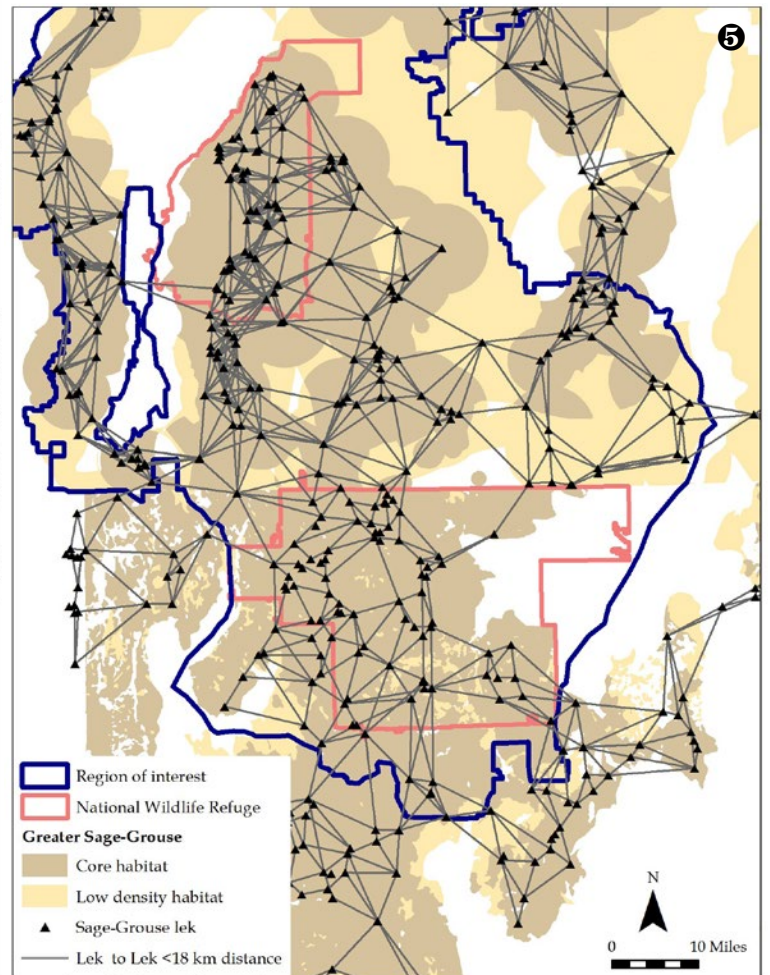 ❺
Region of interest
National Wildlife Refuge
Greater Sage-Grouse
Core habitat
Low density habitat
Sage-Grouse lek
Lek to Lek <18 km distance
N
0 10 Miles